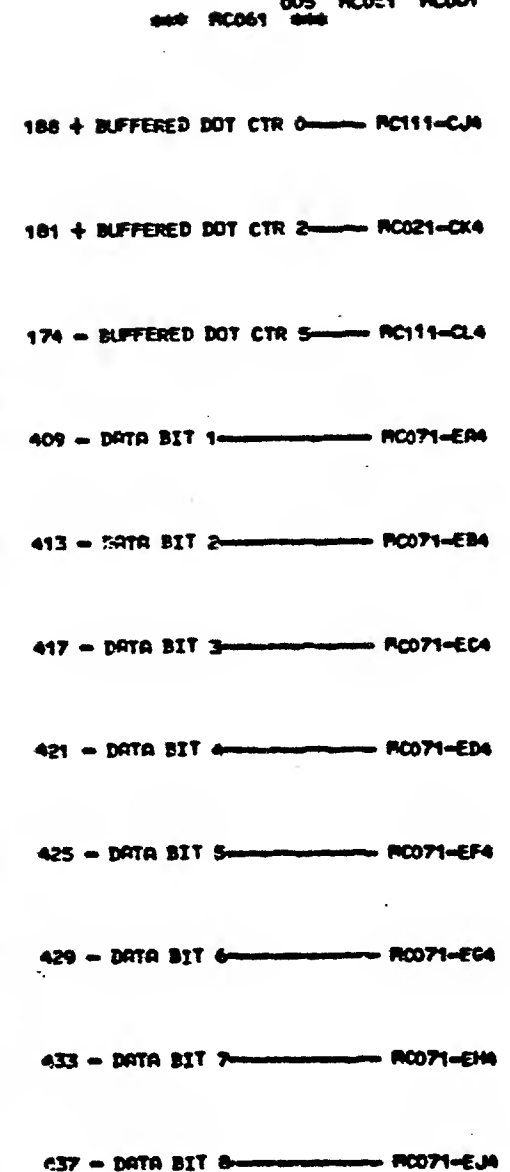 005 RC021 RC001
*** RC061 ***
188 + BUFFERED DOT CTR 0 RC111-CJ4
181 + BUFFERED DOT CTR 2 RC021-CK4
174 - BUFFERED DOT CTR 5 RC111-CL4
409 - DATA BIT 1 RC071-EA4
413 - DATA BIT 2 RC071-EB4
417 - DATA BIT 3 RC071-EC4
421 - DATA BIT 4 RC071-ED4
425 - DATA BIT 5 RC071-EF4
429 - DATA BIT 6 RC071-EG4
433 - DATA BIT 7 RC071-EH4
437 - DATA BIT 8 RC071-EJ4